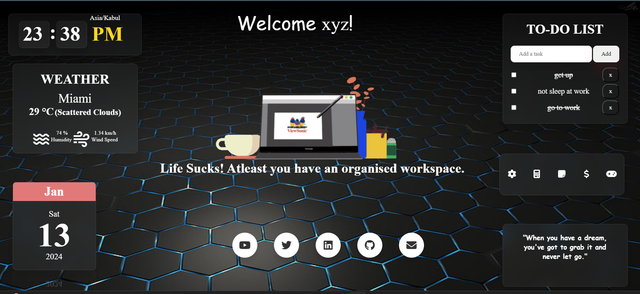 Asia/Kabul
23 : 38 PM
Welcome xyz!
WEATHER
Miami
29 °C (Scattered Clouds)
74 %
Humidity
1.34 km/h
Wind Speed
Jan
Sat
13
2024
ViewSonic
Life Sucks! Atleast you have an organised workspace.
TO-DO LIST
Add a task
Add
get up
x
not sleep at work
x
go to work
x
"When you have a dream,
you've got to grab it and
never let go."